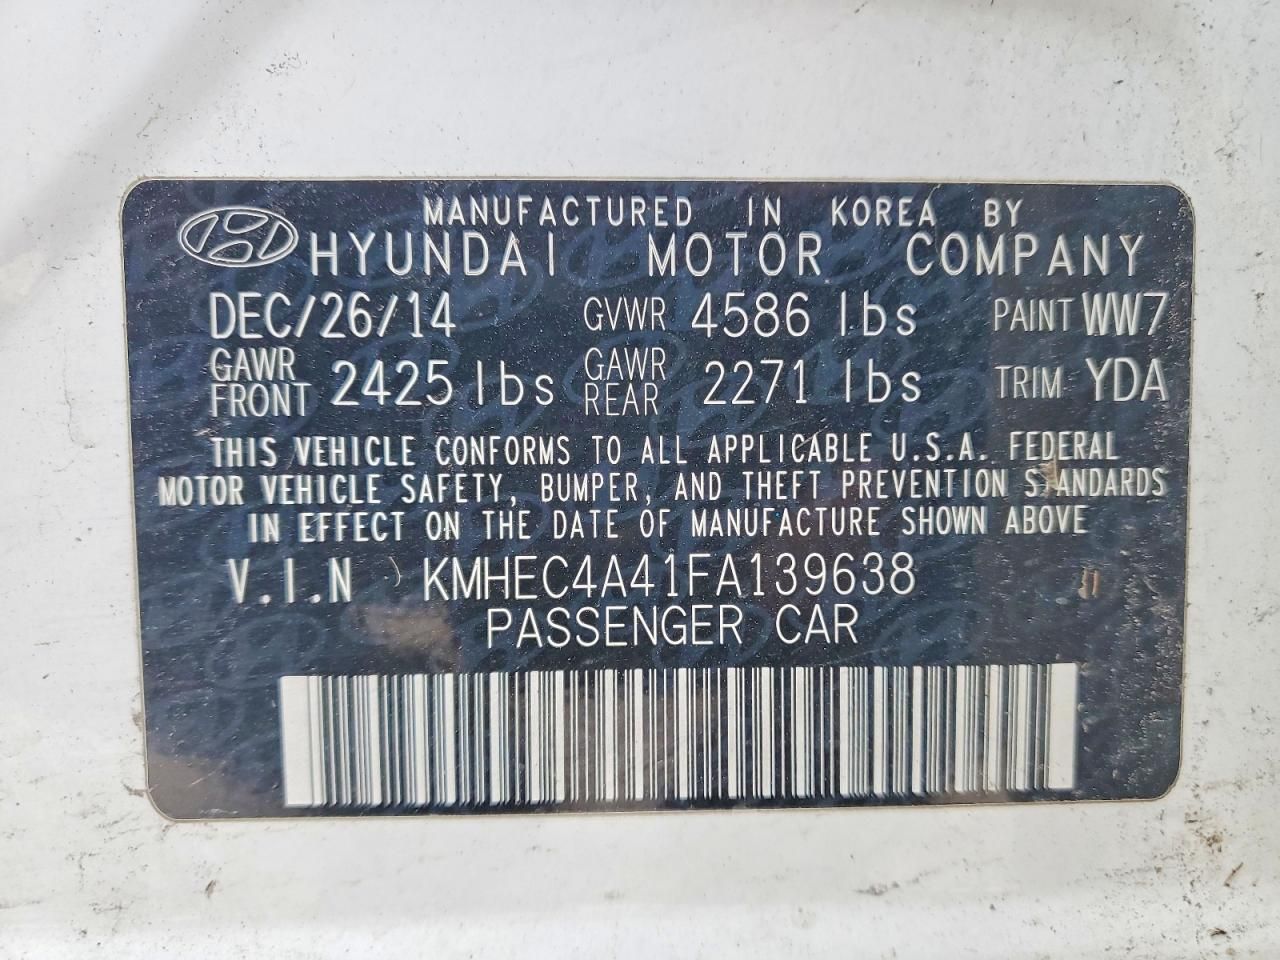 MANUFACTURED IN KOREA BY
HYUNDAI MOTOR COMPANY
DEC/26/14 GVWR 4586 lbs PAINT WW7
GAWR FRONT 2425 lbs GAWR REAR 2271 lbs TRIM YDA
THIS VEHICLE CONFORMS TO ALL APPLICABLE U.S.A. FEDERAL
MOTOR VEHICLE SAFETY, BUMPER, AND THEFT PREVENTION STANDARDS
IN EFFECT ON THE DATE OF MANUFACTURE SHOWN ABOVE
V.I.N KMHEC4A41FA139638
PASSENGER CAR